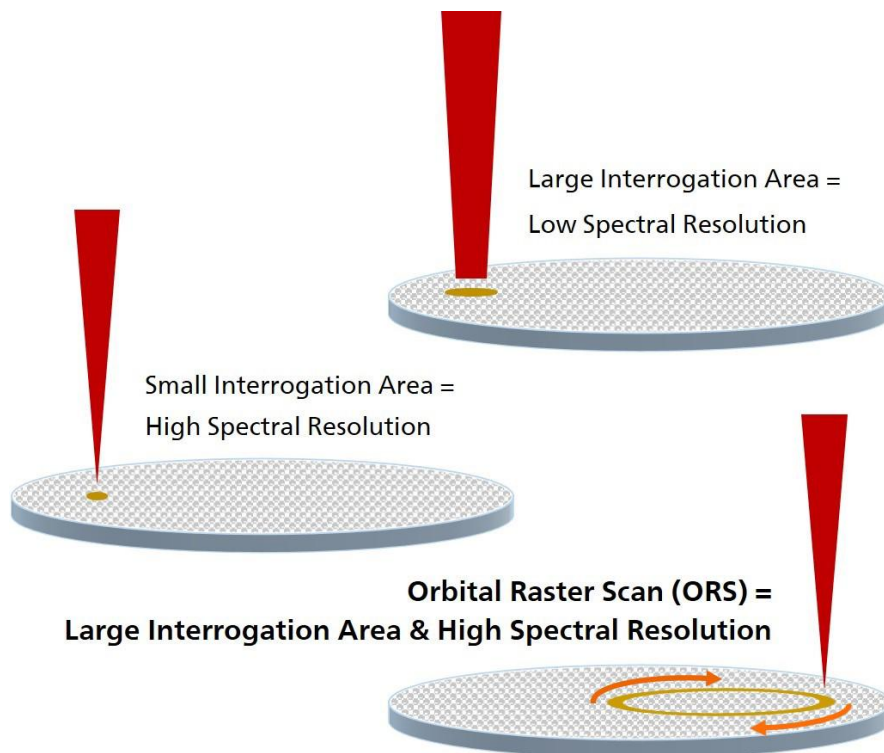 Large Interrogation Area =
Low Spectral Resolution
Small Interrogation Area =
High Spectral Resolution
Orbital Raster Scan (ORS) =
Large Interrogation Area & High Spectral Resolution